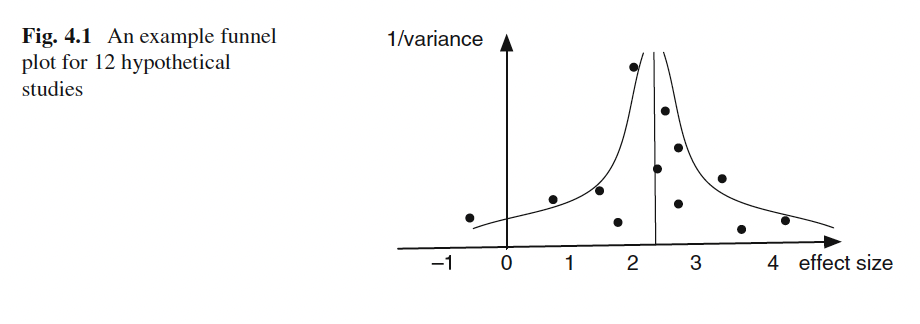 Fig. 4.1 An example funnel
plot for 12 hypothetical
studies
1/variance
−1 0 1 2 3 4 effect size